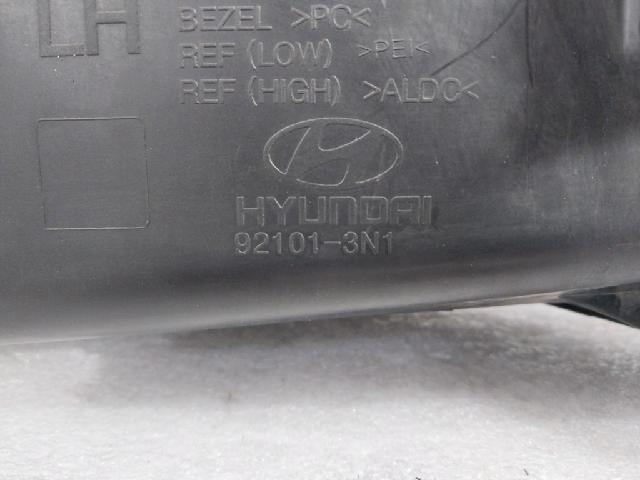 LH
BEZEL >PC<
REF (LOW) >PEI<
REF (HIGH) >ALDC<
HYUNDAI
92101-3N1